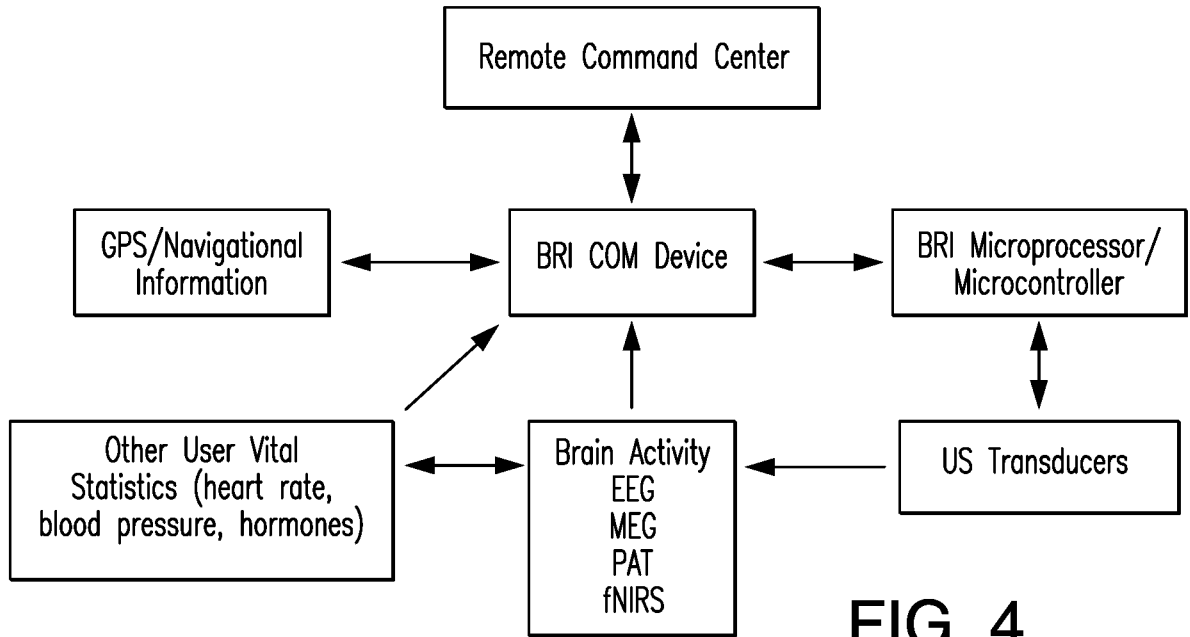 Remote Command Center
GPS/Navigational
Information
BRI COM Device
BRI Microprocessor/
Microcontroller
Other User Vital
Statistics (heart rate,
blood pressure, hormones)
Brain Activity
EEG
MEG
PAT
fNIRS
US Transducers
FIG. 4